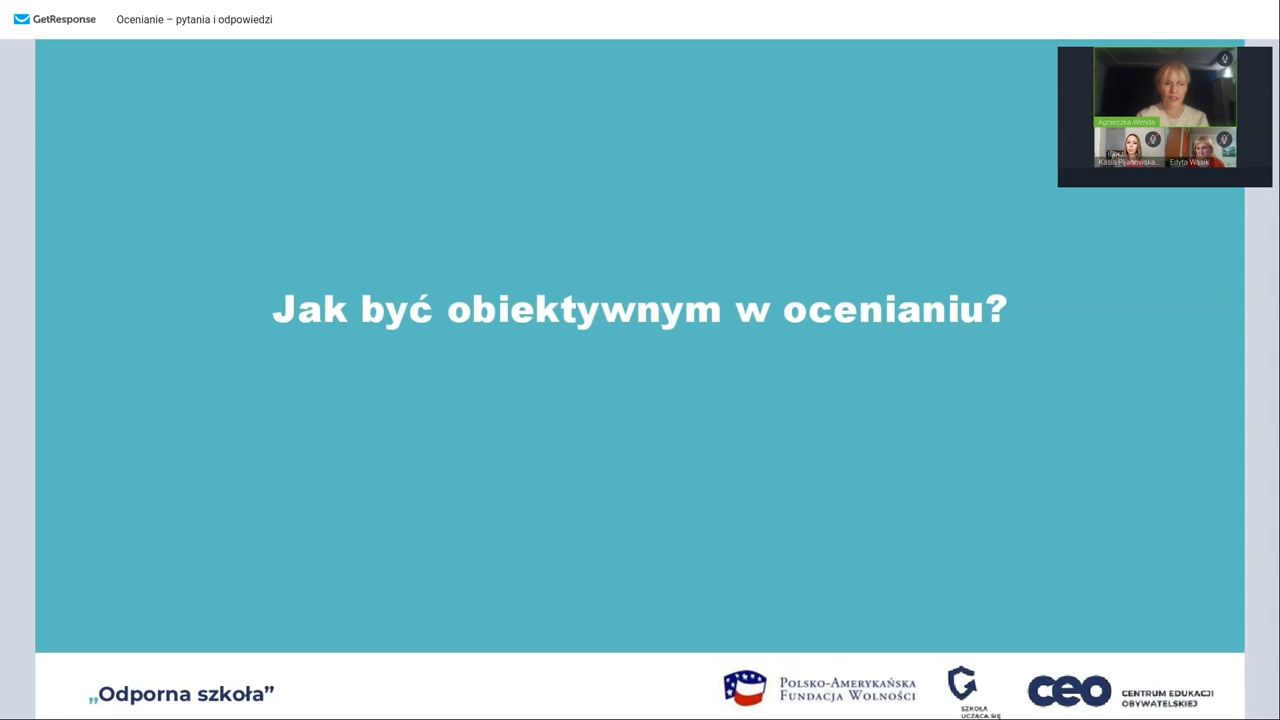 GetResponse
Ocenianie – pytania i odpowiedzi
Agnieszka Wenda
Kasia
Edyta Wąsik
Jak być obiektywnym w ocenianiu?
„Odporna szkoła”
POLSKO-AMERYKAŃSKA
FUNDACJA WOLNOŚCI
SZKOŁA
UCZĄCA SIĘ
ceo
CENTRUM EDUKACJI
OBYWATELSKIEJ